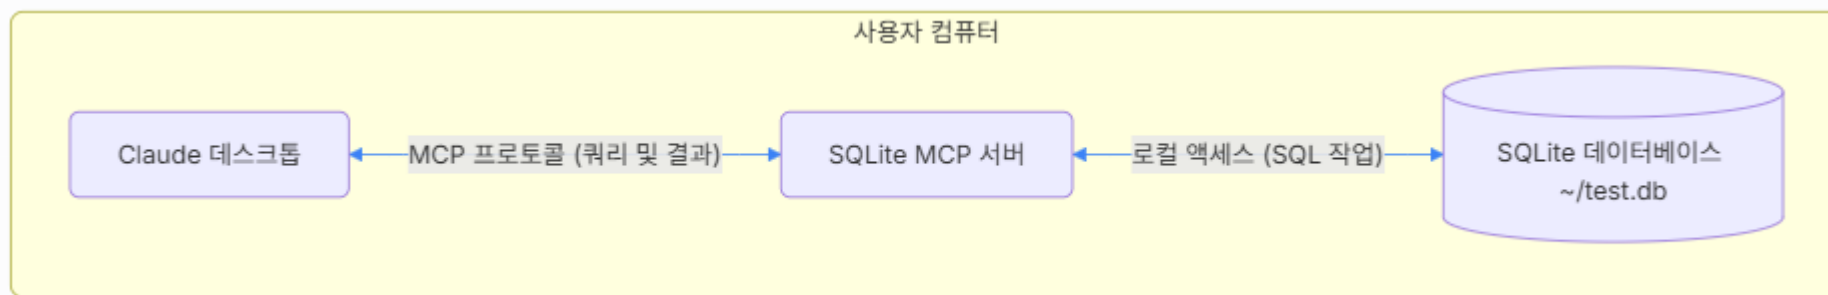 사용자 컴퓨터
Claude 데스크톱
MCP 프로토콜 (쿼리 및 결과)
SQLite MCP 서버
로컬 액세스 (SQL 작업)
SQLite 데이터베이스
~/test.db